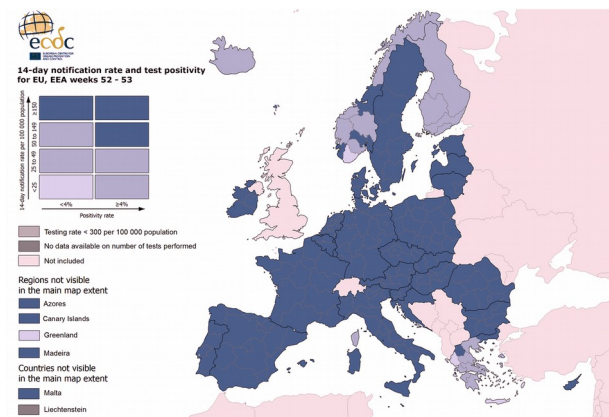 ecdc
EUROPEAN CENTRE FOR
DISEASE PREVENTION
AND CONTROL
14-day notification rate and test positivity
for EU, EEA weeks 52 - 53
14-day notification rate per 100 000 population
≥150
50 to 149
25 to 49
<25
<4%
≥4%
Positivity rate
Testing rate < 300 per 100 000 population
No data available on number of tests performed
Not included
Regions not visible
in the main map extent
Azores
Canary Islands
Greenland
Madeira
Countries not visible
in the main map extent
Malta
Liechtenstein